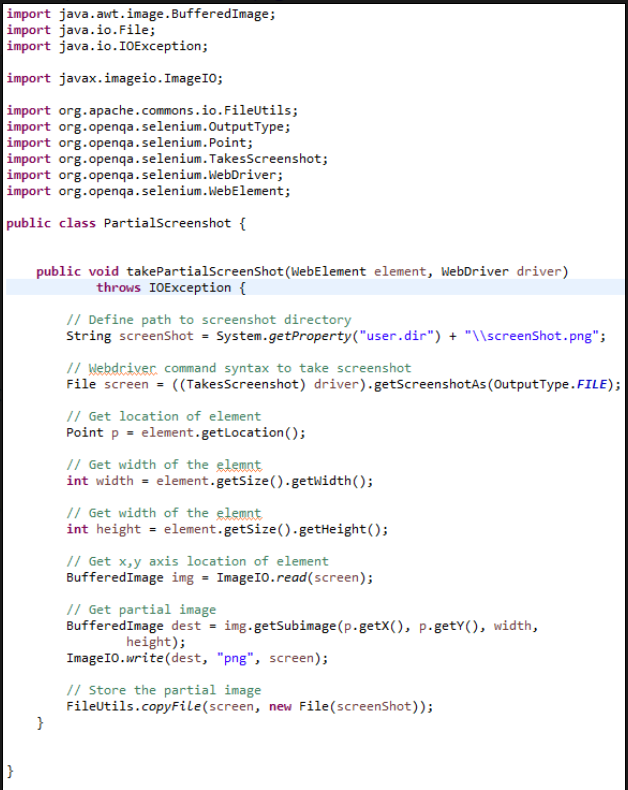 import java.awt.image.BufferedImage;
import java.io.File;
import java.io.IOException;
import javax.imageio.ImageIO;
import org.apache.commons.io.FileUtils;
import org.openqa.selenium.OutputType;
import org.openqa.selenium.Point;
import org.openqa.selenium.TakesScreenshot;
import org.openqa.selenium.WebDriver;
import org.openqa.selenium.WebElement;
public class PartialScreenshot {
public void takePartialScreenShot(WebElement element, WebDriver driver)
throws IOException {
// Define path to screenshot directory
String screenShot = System.getProperty("user.dir") + "\\screenShot.png";
// Webdriver command syntax to take screenshot
File screen = ((TakesScreenshot) driver).getScreenshotAs(OutputType.FILE);
// Get location of element
Point p = element.getLocation();
// Get width of the elemnt
int width = element.getSize().getWidth();
// Get width of the elemnt
int height = element.getSize().getHeight();
// Get x,y axis location of element
BufferedImage img = ImageIO.read(screen);
// Get partial image
BufferedImage dest = img.getSubimage(p.getX(), p.getY(), width,
height);
ImageIO.write(dest, "png", screen);
// Store the partial image
FileUtils.copyFile(screen, new File(screenShot));
}
}